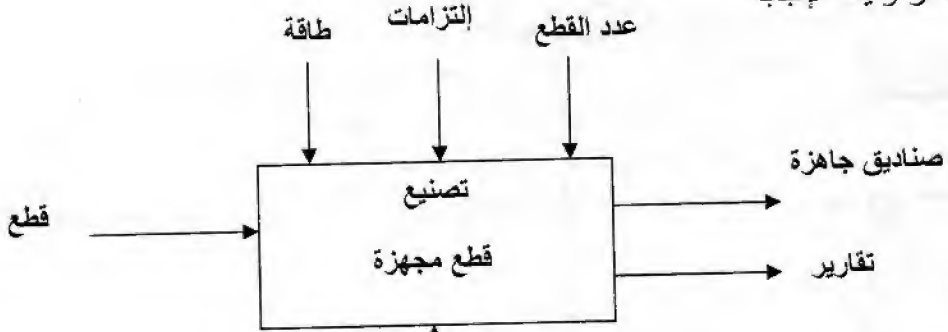 طاقة
إلتزامات
عدد القطع
صناديق جاهزة
تصنيع
قطع
قطع مجهزة
تقارير